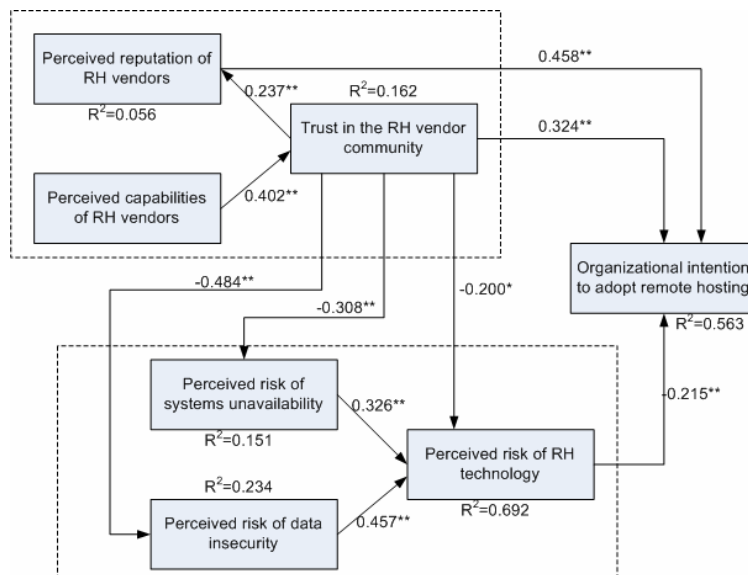 Perceived reputation of
RH vendors
R²=0.056
0.237**
R²=0.162
Trust in the RH vendor
community
0.458**
0.324**
Perceived capabilities
of RH vendors
0.402**
Organizational intention
to adopt remote hosting
R²=0.563
-0.484**
-0.308**
-0.200*
-0.215**
Perceived risk of
systems unavailability
R²=0.151
0.326**
Perceived risk of RH
technology
R²=0.692
R²=0.234
Perceived risk of data
insecurity
0.457**